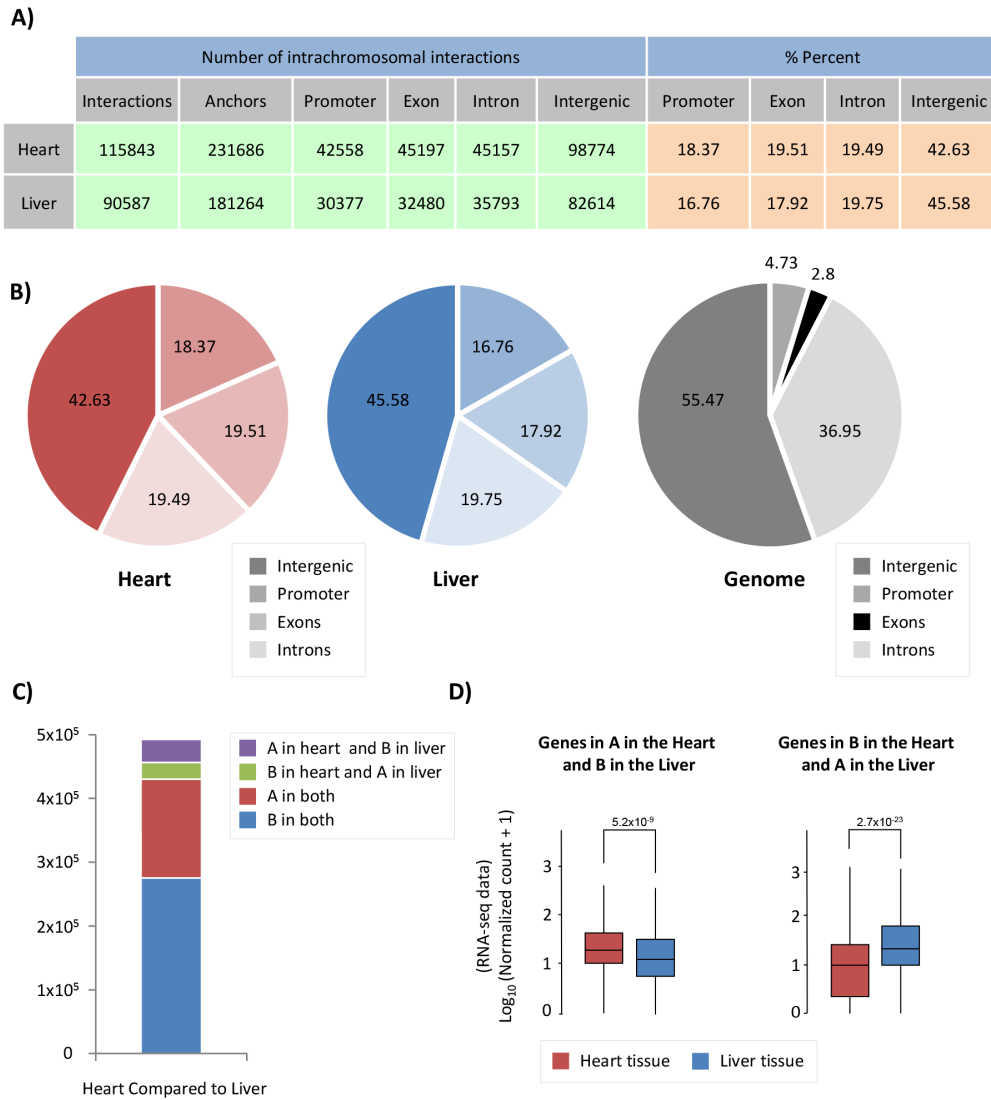 A)
Number of intrachromosomal interactions % Percent
Interactions Anchors Promoter Exon Intron Intergenic Promoter Exon Intron Intergenic
Heart 115843 231686 42558 45197 45157 98774 18.37 19.51 19.49 42.63
Liver 90587 181264 30377 32480 35793 82614 16.76 17.92 19.75 45.58
B)
18.37
42.63
19.51
19.49
Heart
Intergenic
Promoter
Exons
Introns
16.76
45.58
17.92
19.75
Liver
4.73
2.8
55.47
36.95
Genome
Intergenic
Promoter
Exons
Introns
C)
5x10⁵
4x10⁵
3x10⁵
2x10⁵
1x10⁵
0
A in heart and B in liver
B in heart and A in liver
A in both
B in both
Heart Compared to Liver
D)
Genes in A in the Heart
and B in the Liver
Genes in B in the Heart
and A in the Liver
(RNA-seq data)
Log₁₀ (Normalized count + 1)
5.2x10⁻⁹
3
2
1
0
2.7x10⁻²³
3
2
1
0
Heart tissue Liver tissue